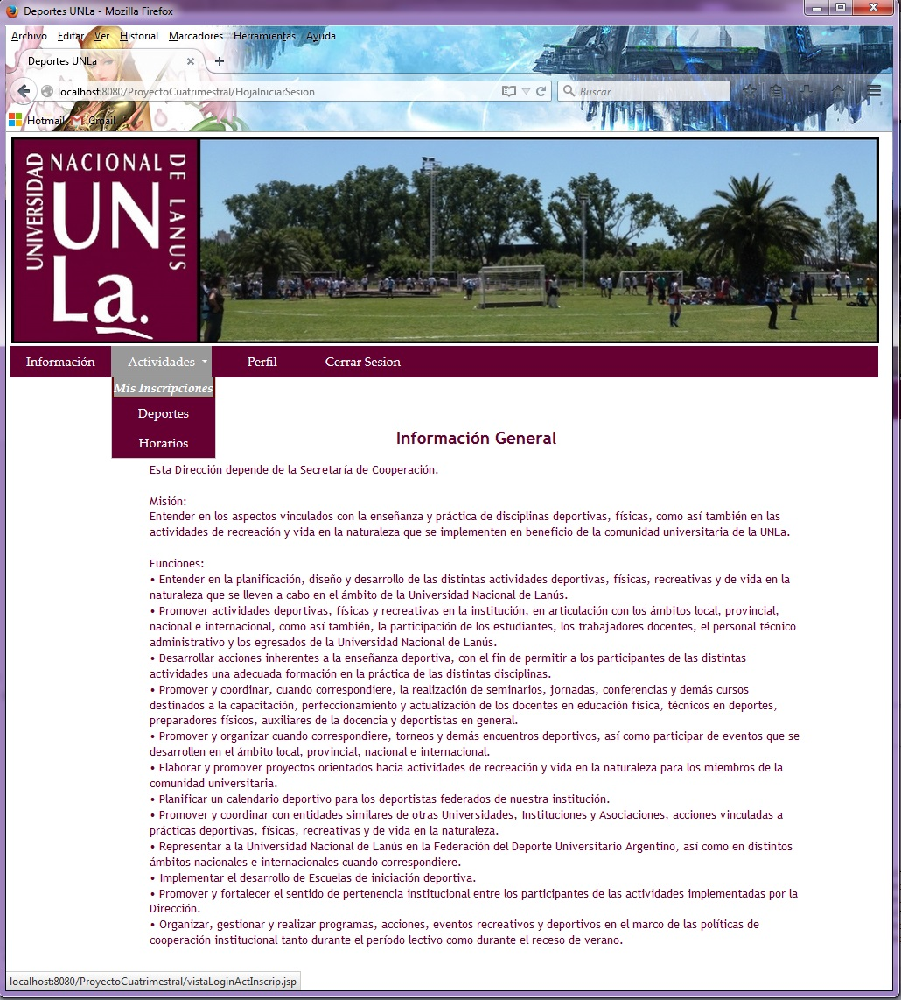 Deportes UNLa - Mozilla Firefox
Archivo Editar Ver Historial Marcadores Herramientas Ayuda
Deportes UNLa
localhost:8080/ProyectoCuatrimestral/HojaIniciarSesion
Buscar
Hotmail Gmail
UNIVERSIDAD NACIONAL DE LANUS
UN
La.
Información Actividades Perfil Cerrar Sesion
Mis Inscripciones
Deportes
Horarios
Información General
Esta Dirección depende de la Secretaría de Cooperación.
Misión:
Entender en los aspectos vinculados con la enseñanza y práctica de disciplinas deportivas, físicas, como así también en las
actividades de recreación y vida en la naturaleza que se implementen en beneficio de la comunidad universitaria de la UNLa.
Funciones:
• Entender en la planificación, diseño y desarrollo de las distintas actividades deportivas, físicas, recreativas y de vida en la
naturaleza que se lleven a cabo en el ámbito de la Universidad Nacional de Lanús.
• Promover actividades deportivas, físicas y recreativas en la institución, en articulación con los ámbitos local, provincial,
nacional e internacional, como así también, la participación de los estudiantes, los trabajadores docentes, el personal técnico
administrativo y los egresados de la Universidad Nacional de Lanús.
• Desarrollar acciones inherentes a la enseñanza deportiva, con el fin de permitir a los participantes de las distintas
actividades una adecuada formación en la práctica de las distintas disciplinas.
• Promover y coordinar, cuando correspondiere, la realización de seminarios, jornadas, conferencias y demás cursos
destinados a la capacitación, perfeccionamiento y actualización de los docentes en educación física, técnicos en deportes,
preparadores físicos, auxiliares de la docencia y deportistas en general.
• Promover y organizar cuando correspondiere, torneos y demás encuentros deportivos, así como participar de eventos que se
desarrollen en el ámbito local, provincial, nacional e internacional.
• Elaborar y promover proyectos orientados hacia actividades de recreación y vida en la naturaleza para los miembros de la
comunidad universitaria.
• Planificar un calendario deportivo para los deportistas federados de nuestra institución.
• Promover y coordinar con entidades similares de otras Universidades, Instituciones y Asociaciones, acciones vinculadas a
prácticas deportivas, físicas, recreativas y de vida en la naturaleza.
• Representar a la Universidad Nacional de Lanús en la Federación del Deporte Universitario Argentino, así como en distintos
ámbitos nacionales e internacionales cuando correspondiere.
• Implementar el desarrollo de Escuelas de iniciación deportiva.
• Promover y fortalecer el sentido de pertenencia institucional entre los participantes de las actividades implementadas por la
Dirección.
• Organizar, gestionar y realizar programas, acciones, eventos recreativos y deportivos en el marco de las políticas de
cooperación institucional tanto durante el período lectivo como durante el receso de verano.
localhost:8080/ProyectoCuatrimestral/vistaLoginActInscrip.jsp